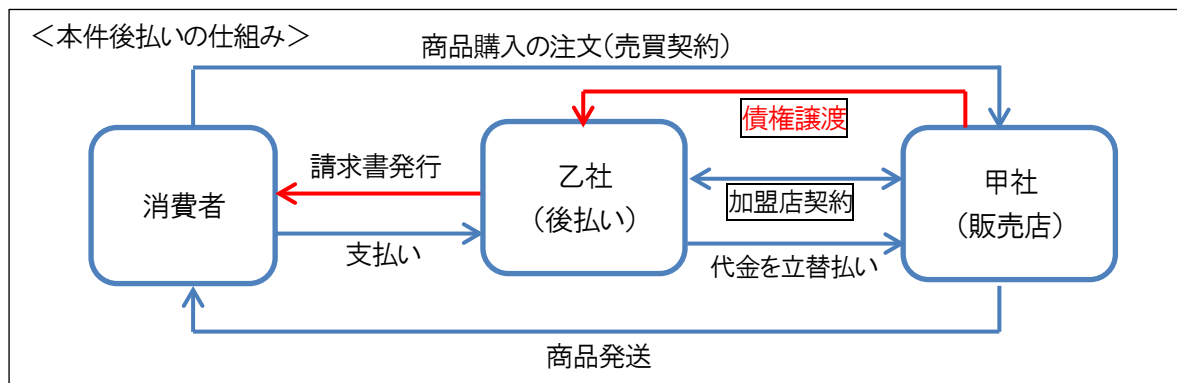 ＜本件後払いの仕組み＞
商品購入の注文（売買契約）
債権譲渡
請求書発行
消費者
乙社
（後払い）
加盟店契約
甲社
（販売店）
支払い
代金を立替払い
商品発送